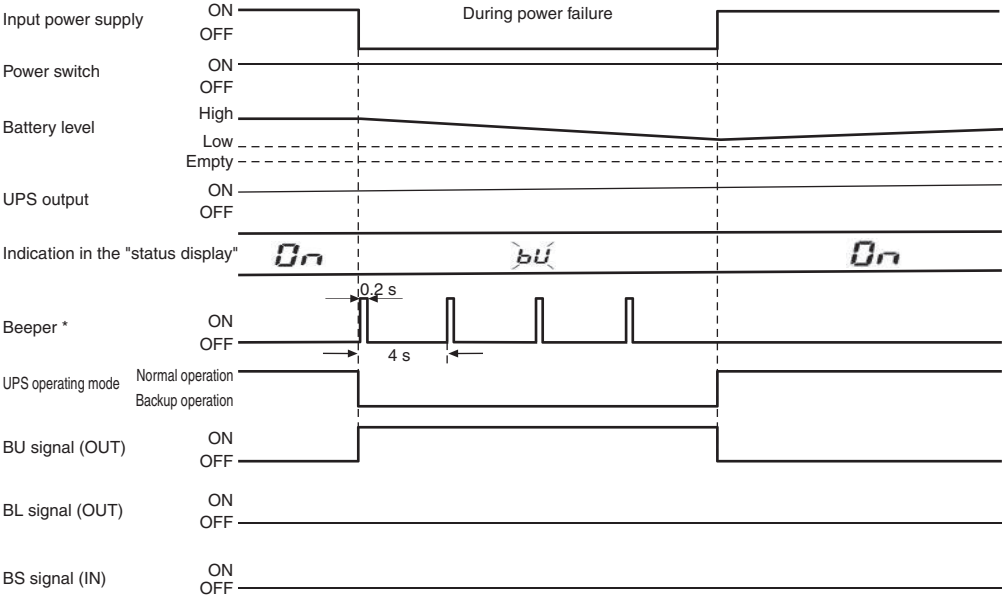 Input power supply ON During power failure
OFF
Power switch ON
OFF
Battery level High
Low
Empty
UPS output ON
OFF
Indication in the "status display" On bU On
0.2 s
Beeper * ON
OFF
4 s
UPS operating mode Normal operation
Backup operation
BU signal (OUT) ON
OFF
BL signal (OUT) ON
OFF
BS signal (IN) ON
OFF